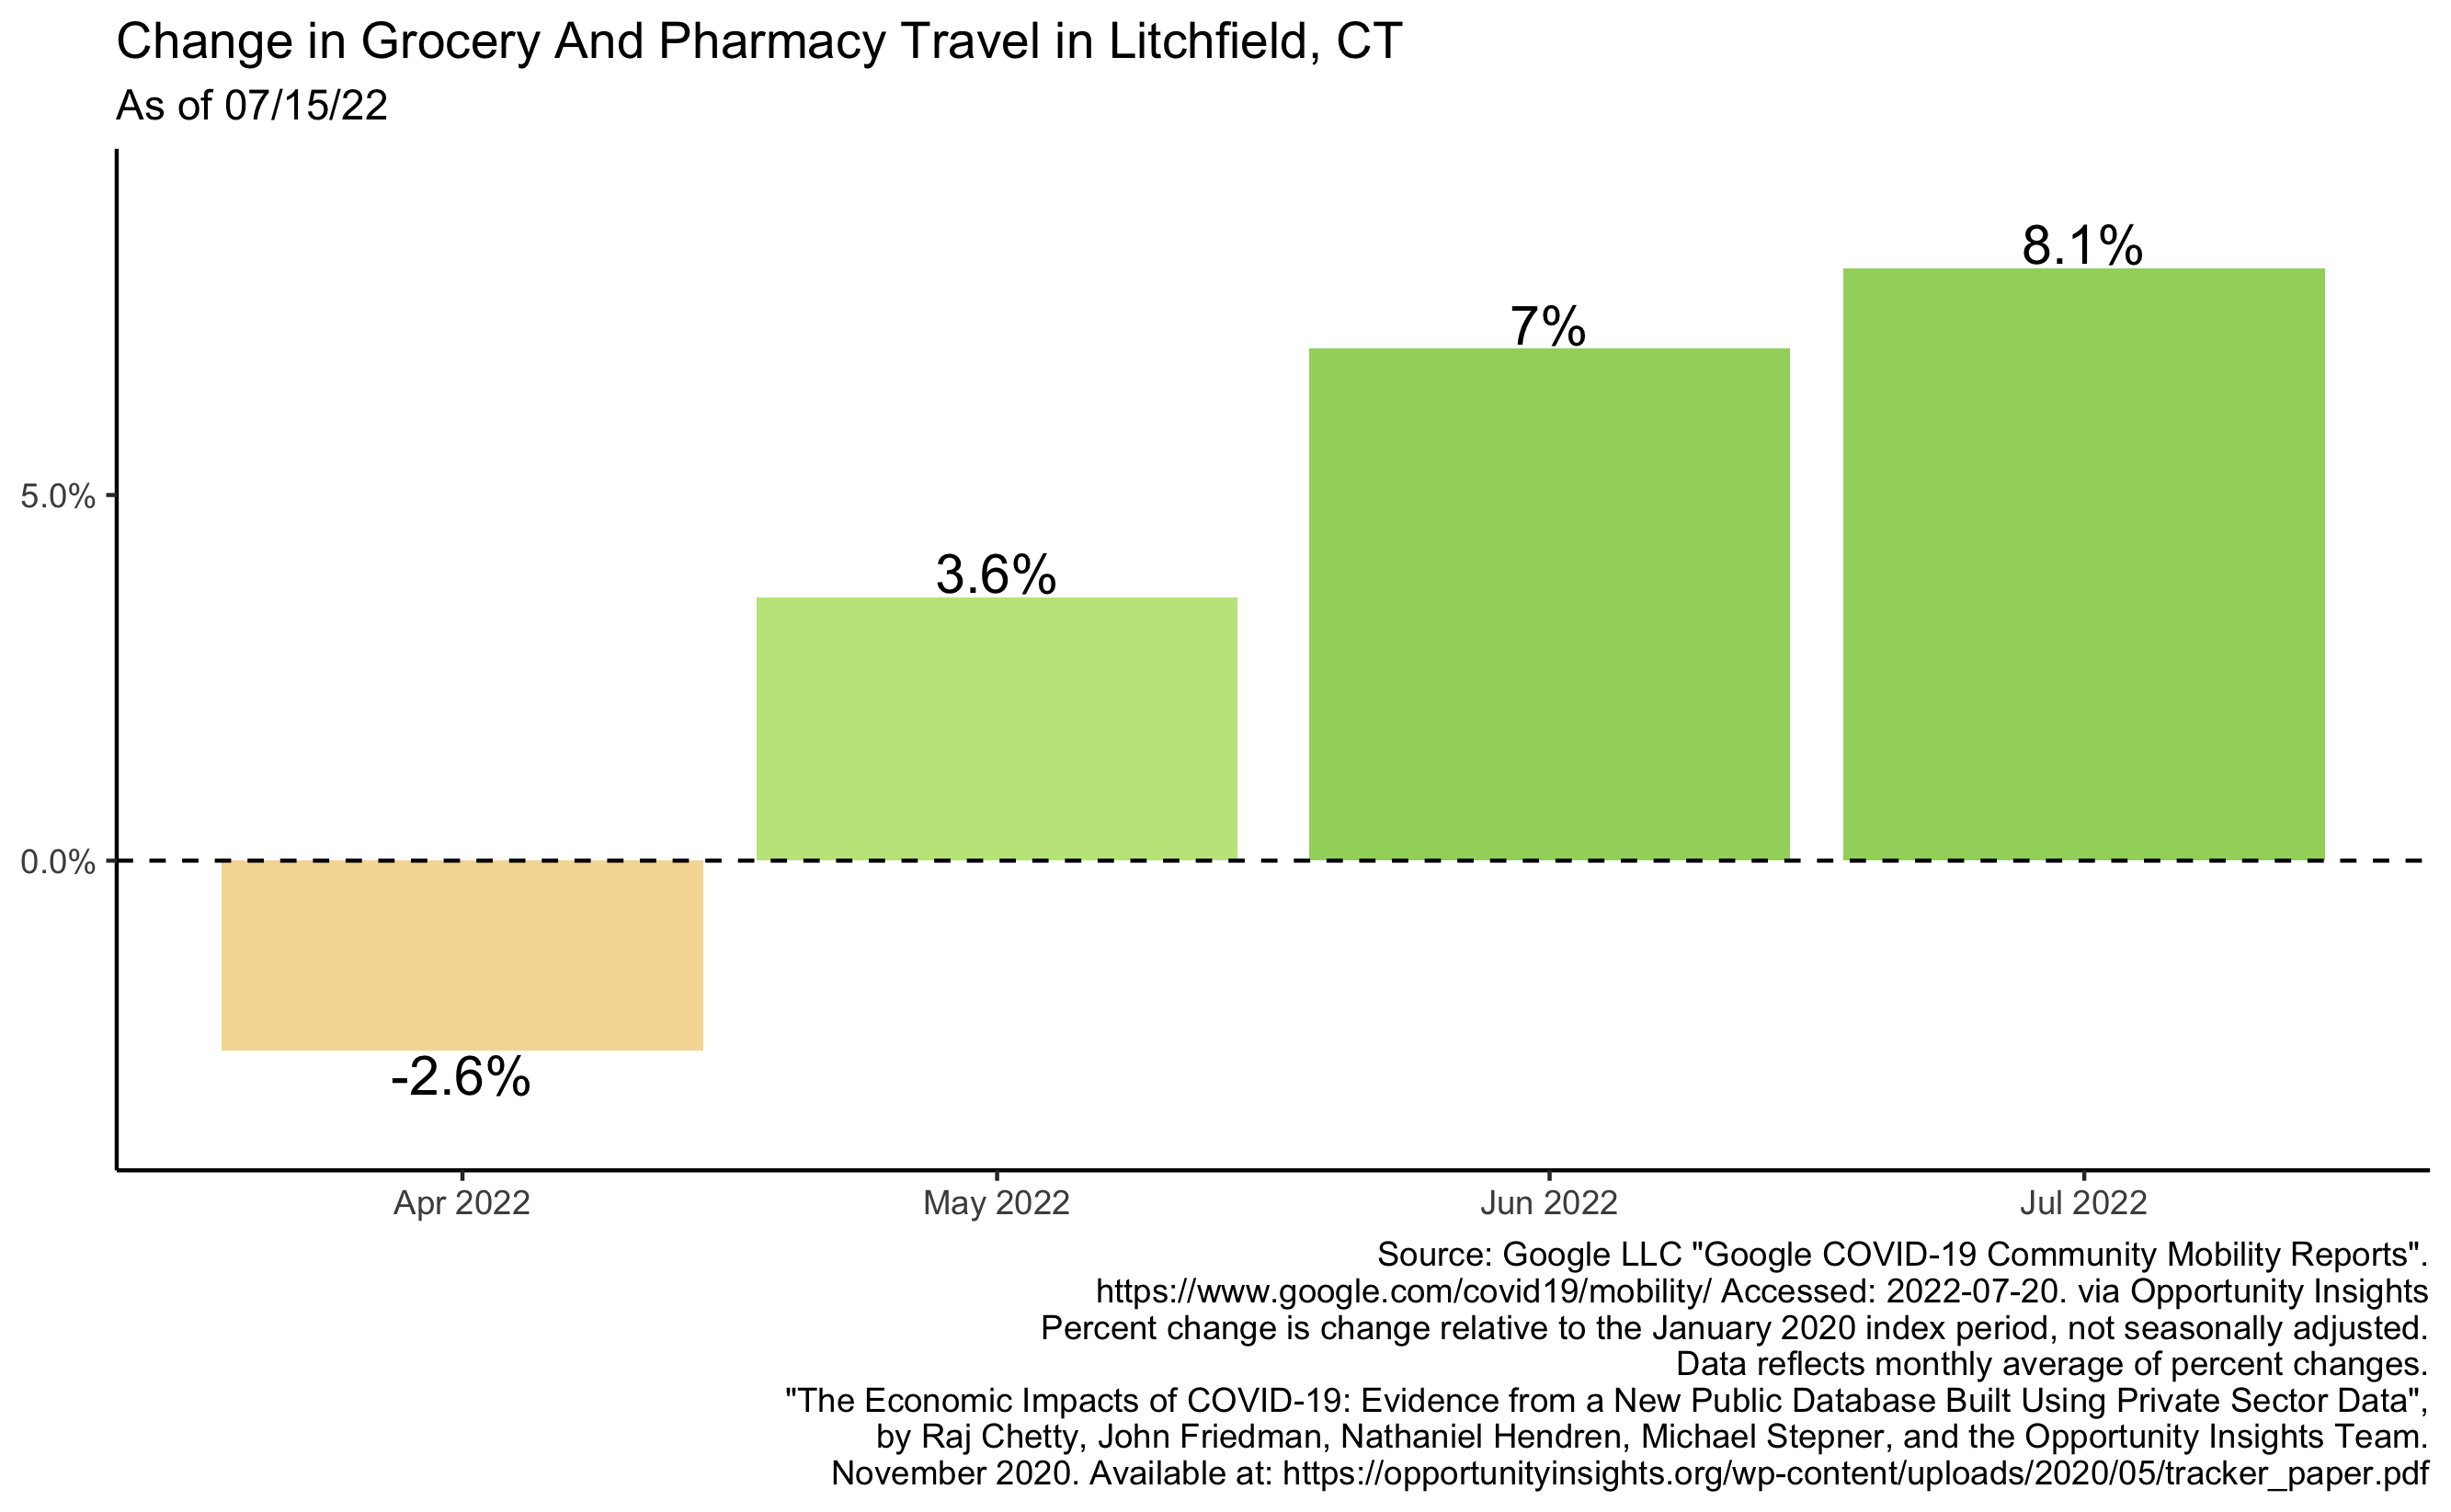 Change in Grocery And Pharmacy Travel in Litchfield, CT
As of 07/15/22
8.1%
7%
3.6%
-2.6%
5.0%
0.0%
Apr 2022
May 2022
Jun 2022
Jul 2022
Source: Google LLC "Google COVID-19 Community Mobility Reports".
https://www.google.com/covid19/mobility/ Accessed: 2022-07-20. via Opportunity Insights
Percent change is change relative to the January 2020 index period, not seasonally adjusted.
Data reflects monthly average of percent changes.
"The Economic Impacts of COVID-19: Evidence from a New Public Database Built Using Private Sector Data",
by Raj Chetty, John Friedman, Nathaniel Hendren, Michael Stepner, and the Opportunity Insights Team.
November 2020. Available at: https://opportunityinsights.org/wp-content/uploads/2020/05/tracker_paper.pdf